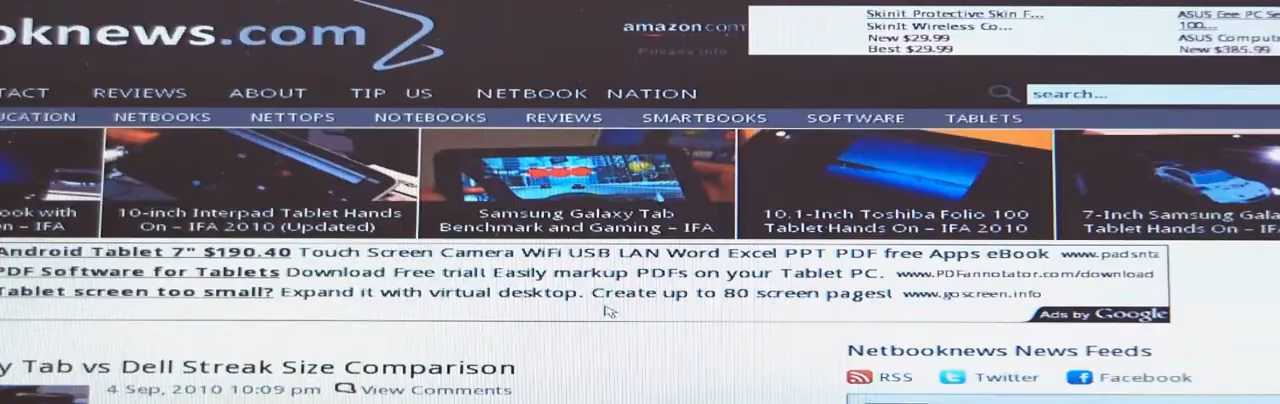 oknews.com
amazon.com
Privacy Info
Skinit Protective Skin F...
SkinIt Wireless Co...
New $29.99
Best $29.99
ASUS Eee PC Se
100...
ASUS Comput
New $385.99
TACT REVIEWS ABOUT TIP US NETBOOK NATION
search...
UCATION NETBOOKS NETTOPS NOTEBOOKS REVIEWS SMARTBOOKS SOFTWARE TABLETS
ook with
n – IFA
10-inch Interpad Tablet Hands
On – IFA 2010 (Updated)
Samsung Galaxy Tab
Benchmark and Gaming – IFA
10.1-Inch Toshiba Folio 100
Tablet Hands On – IFA 2010
7-Inch Samsung Gala
Tablet Hands On – IF
Android Tablet 7" $190.40 Touch Screen Camera WiFi USB LAN Word Excel PPT PDF free Apps eBook www.padsntz
PDF Software for Tablets Download Free trial! Easily markup PDFs on your Tablet PC. www.PDFannotator.com/download
Tablet screen too small? Expand it with virtual desktop. Create up to 80 screen pages! www.goscreen.info
Ads by Google
y Tab vs Dell Streak Size Comparison
4 Sep, 2010 10:09 pm View Comments
Netbooknews News Feeds
RSS Twitter Facebook